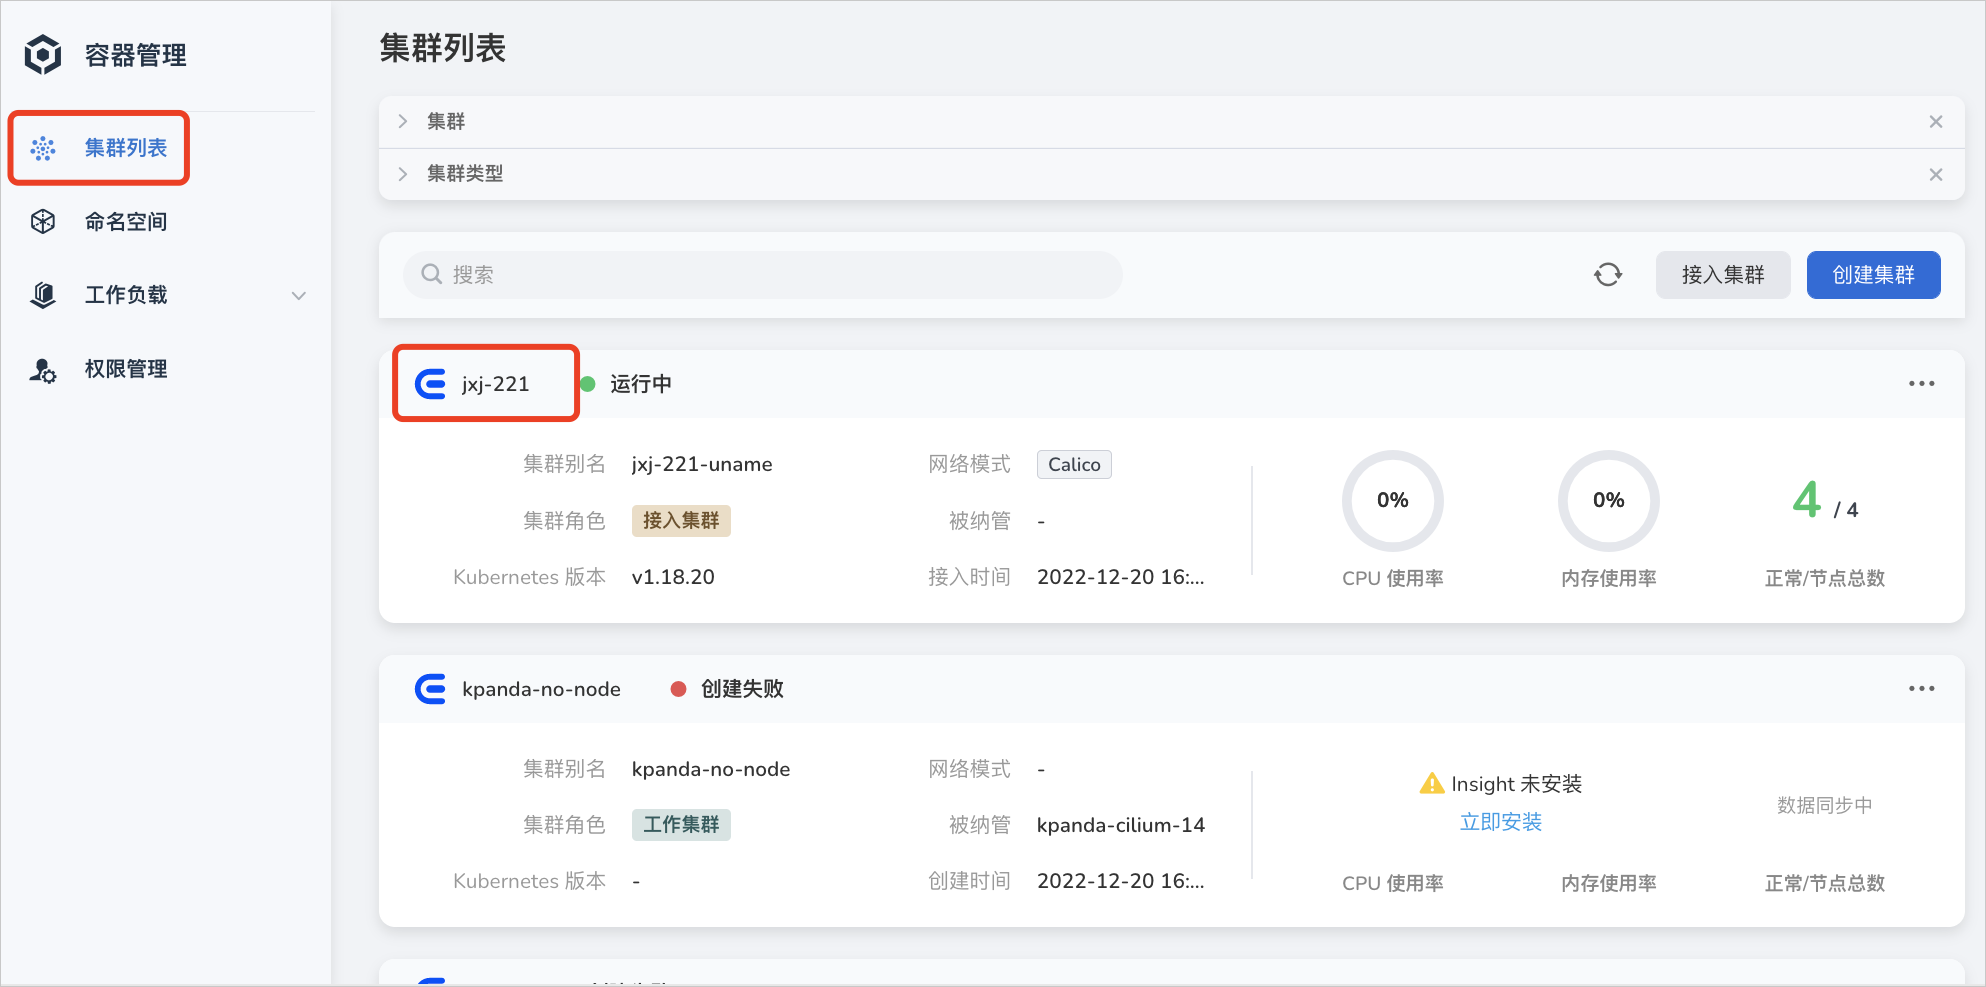 容器管理
集群列表
命名空间
工作负载
权限管理
集群列表
集群
集群类型
搜索
接入集群
创建集群
jxj-221
运行中
集群别名 jxj-221-uname
网络模式 Calico
集群角色 接入集群
被纳管 -
Kubernetes 版本 v1.18.20
接入时间 2022-12-20 16:...
0%
CPU 使用率
0%
内存使用率
4 / 4
正常/节点总数
kpanda-no-node
创建失败
集群别名 kpanda-no-node
网络模式 -
集群角色 工作集群
被纳管 kpanda-cilium-14
Kubernetes 版本 -
创建时间 2022-12-20 16:...
Insight 未安装
立即安装
数据同步中
CPU 使用率
内存使用率
正常/节点总数